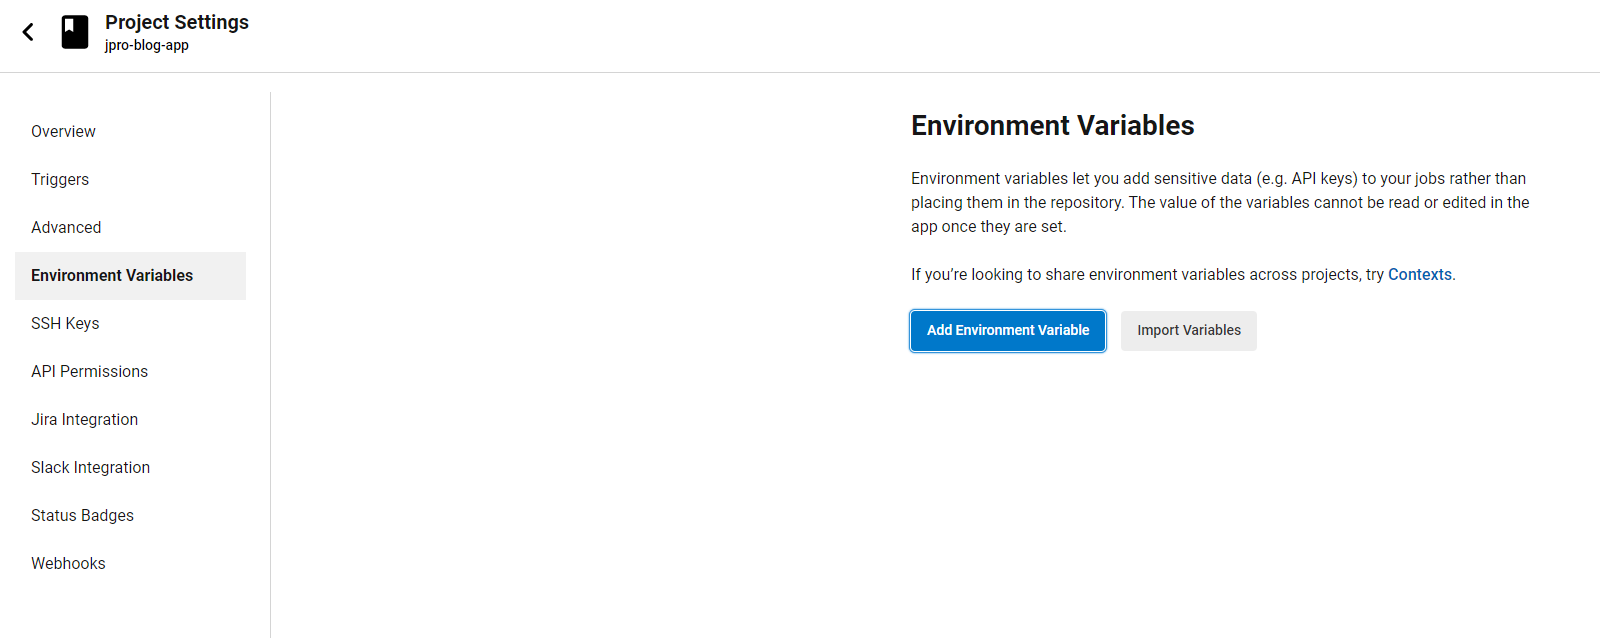 Project Settings
jpro-blog-app
Overview
Triggers
Advanced
Environment Variables
SSH Keys
API Permissions
Jira Integration
Slack Integration
Status Badges
Webhooks
Environment Variables
Environment variables let you add sensitive data (e.g. API keys) to your jobs rather than
placing them in the repository. The value of the variables cannot be read or edited in the
app once they are set.
If you’re looking to share environment variables across projects, try Contexts.
Add Environment Variable
Import Variables